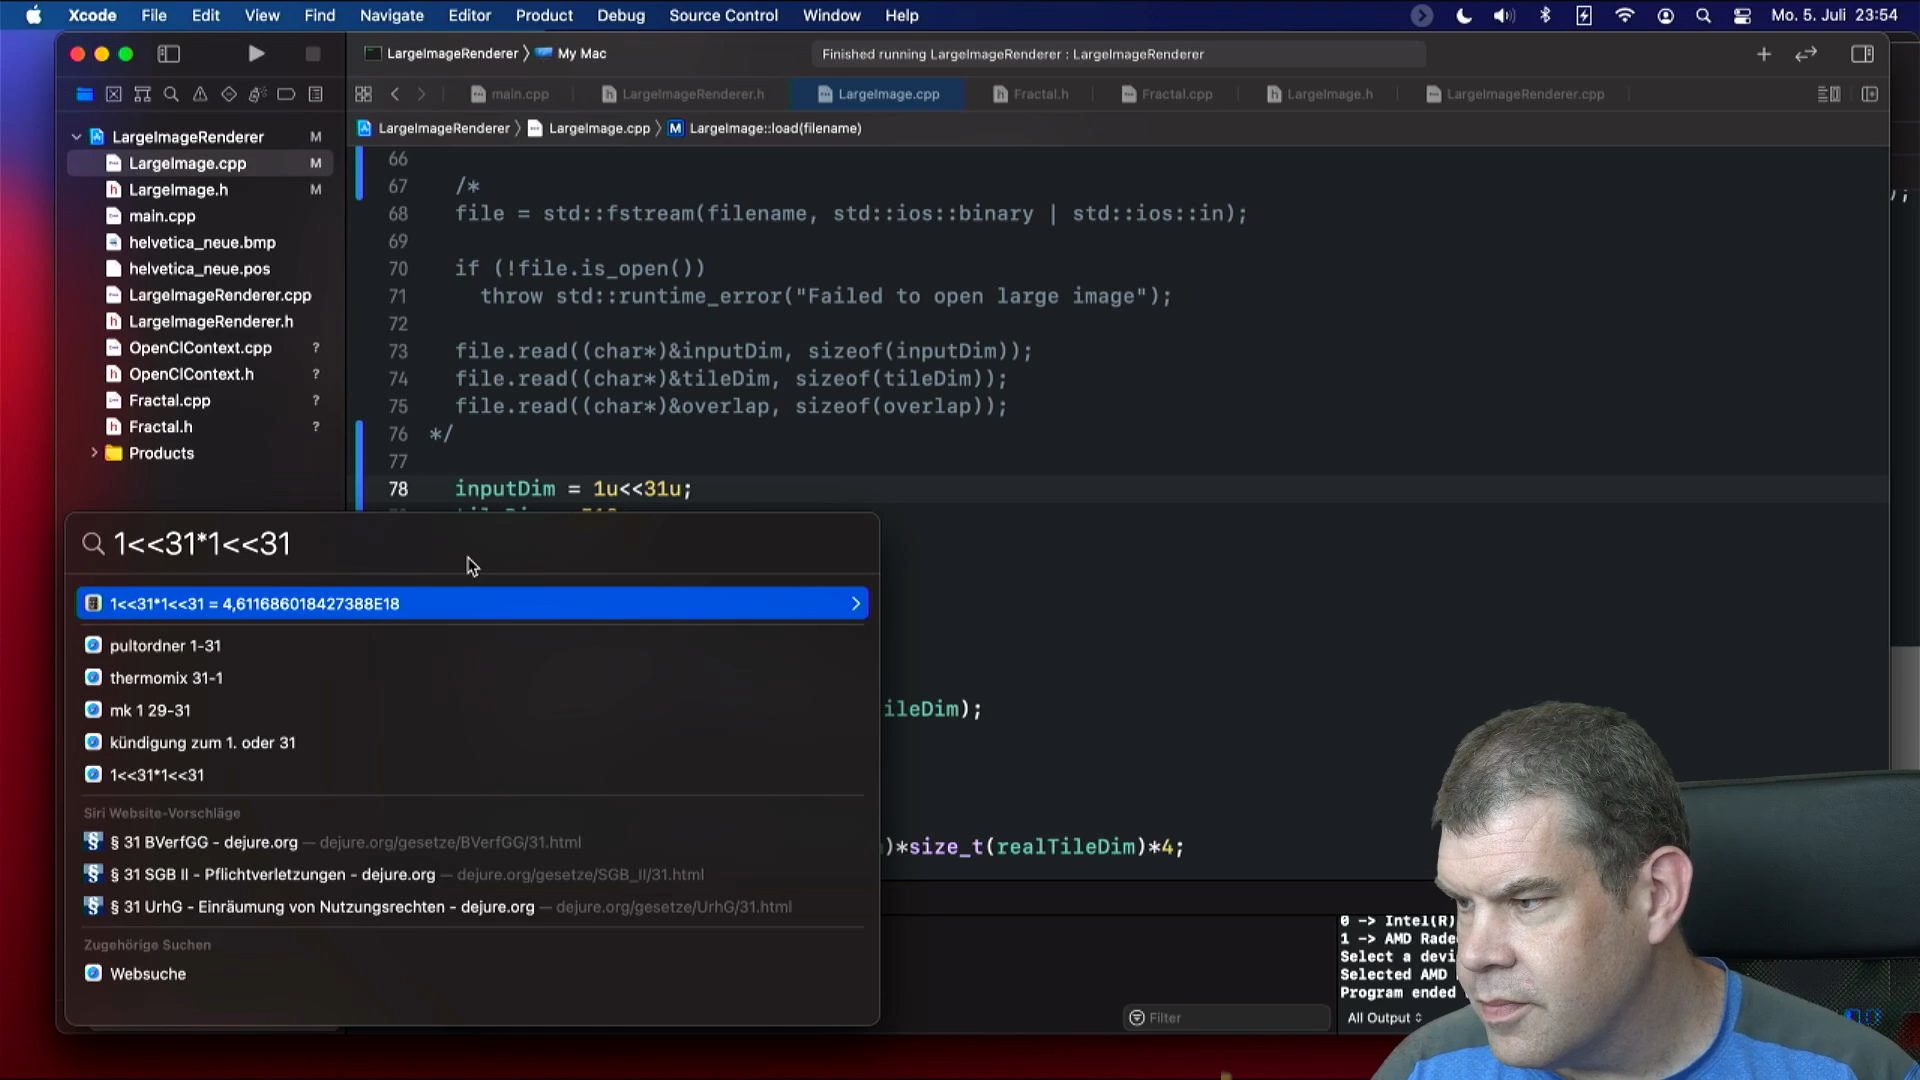 Xcode File Edit View Find Navigate Editor Product Debug Source Control Window Help Mo. 5. Juli 23:54
LargeImageRenderer 〉 My Mac
Finished running LargeImageRenderer : LargeImageRenderer
main.cpp LargeImageRenderer.h LargeImage.cpp Fractal.h Fractal.cpp LargeImage.h LargeImageRenderer.cpp
LargeImageRenderer 〉 LargeImage.cpp 〉 M LargeImage::load(filename)
LargeImageRenderer M
LargeImage.cpp M
LargeImage.h M
main.cpp
helvetica_neue.bmp
helvetica_neue.pos
LargeImageRenderer.cpp
LargeImageRenderer.h
OpenClContext.cpp ?
OpenClContext.h ?
Fractal.cpp ?
Fractal.h ?
Products
66
67 /*
68 file = std::fstream(filename, std::ios::binary | std::ios::in);
69
70 if (!file.is_open())
71 throw std::runtime_error("Failed to open large image");
72
73 file.read((char*)&inputDim, sizeof(inputDim));
74 file.read((char*)&tileDim, sizeof(tileDim));
75 file.read((char*)&overlap, sizeof(overlap));
76 */
77
78 inputDim = 1u<<31u;
ileDim);
)*size_t(realTileDim)*4;
1<<31*1<<31
1<<31*1<<31 = 4,611686018427388E18
pultordner 1-31
thermomix 31-1
mk 1 29-31
kündigung zum 1. oder 31
1<<31*1<<31
Siri Website-Vorschläge
§ 31 BVerfGG - dejure.org — dejure.org/gesetze/BVerfGG/31.html
§ 31 SGB II - Pflichtverletzungen - dejure.org — dejure.org/gesetze/SGB_II/31.html
§ 31 UrhG - Einräumung von Nutzungsrechten - dejure.org — dejure.org/gesetze/UrhG/31.html
Zugehörige Suchen
Websuche
0 -> Intel(R)
1 -> AMD Rade
Select a devi
Selected AMD
Program ended
Filter
All Output